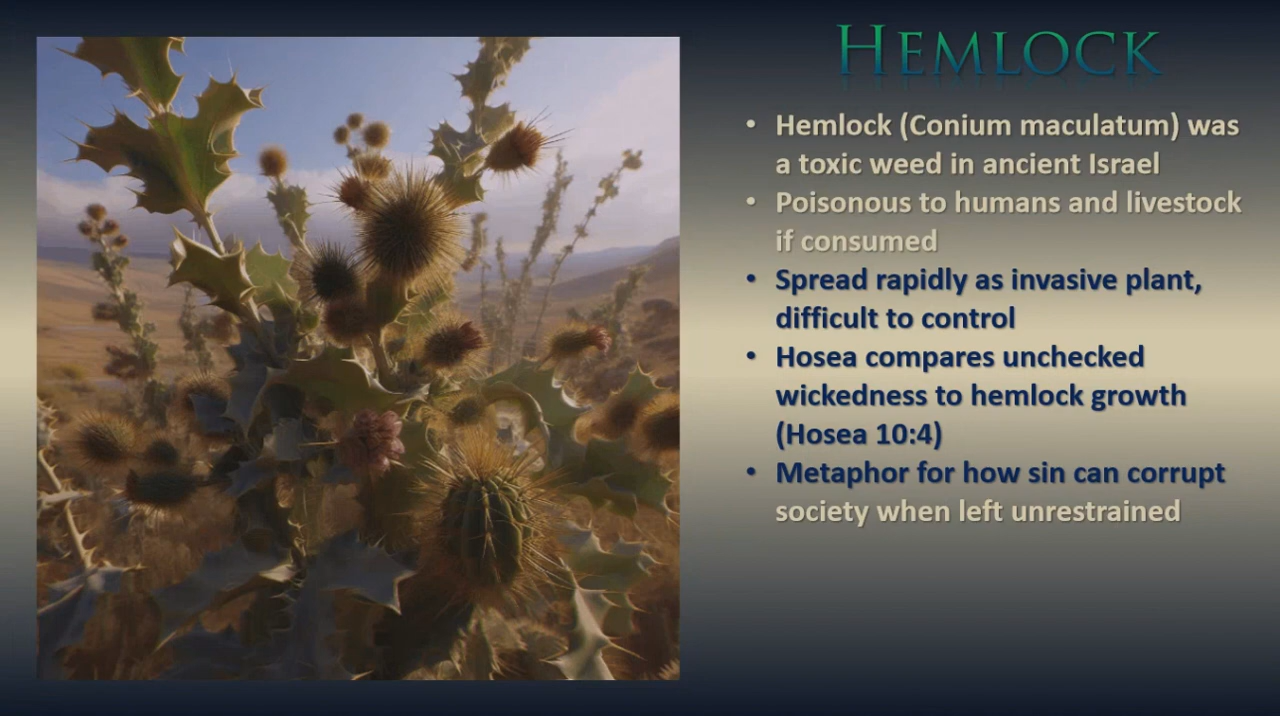 HEMLOCK
• Hemlock (Conium maculatum) was
a toxic weed in ancient Israel
• Poisonous to humans and livestock
if consumed
• Spread rapidly as invasive plant,
difficult to control
• Hosea compares unchecked
wickedness to hemlock growth
(Hosea 10:4)
• Metaphor for how sin can corrupt
society when left unrestrained